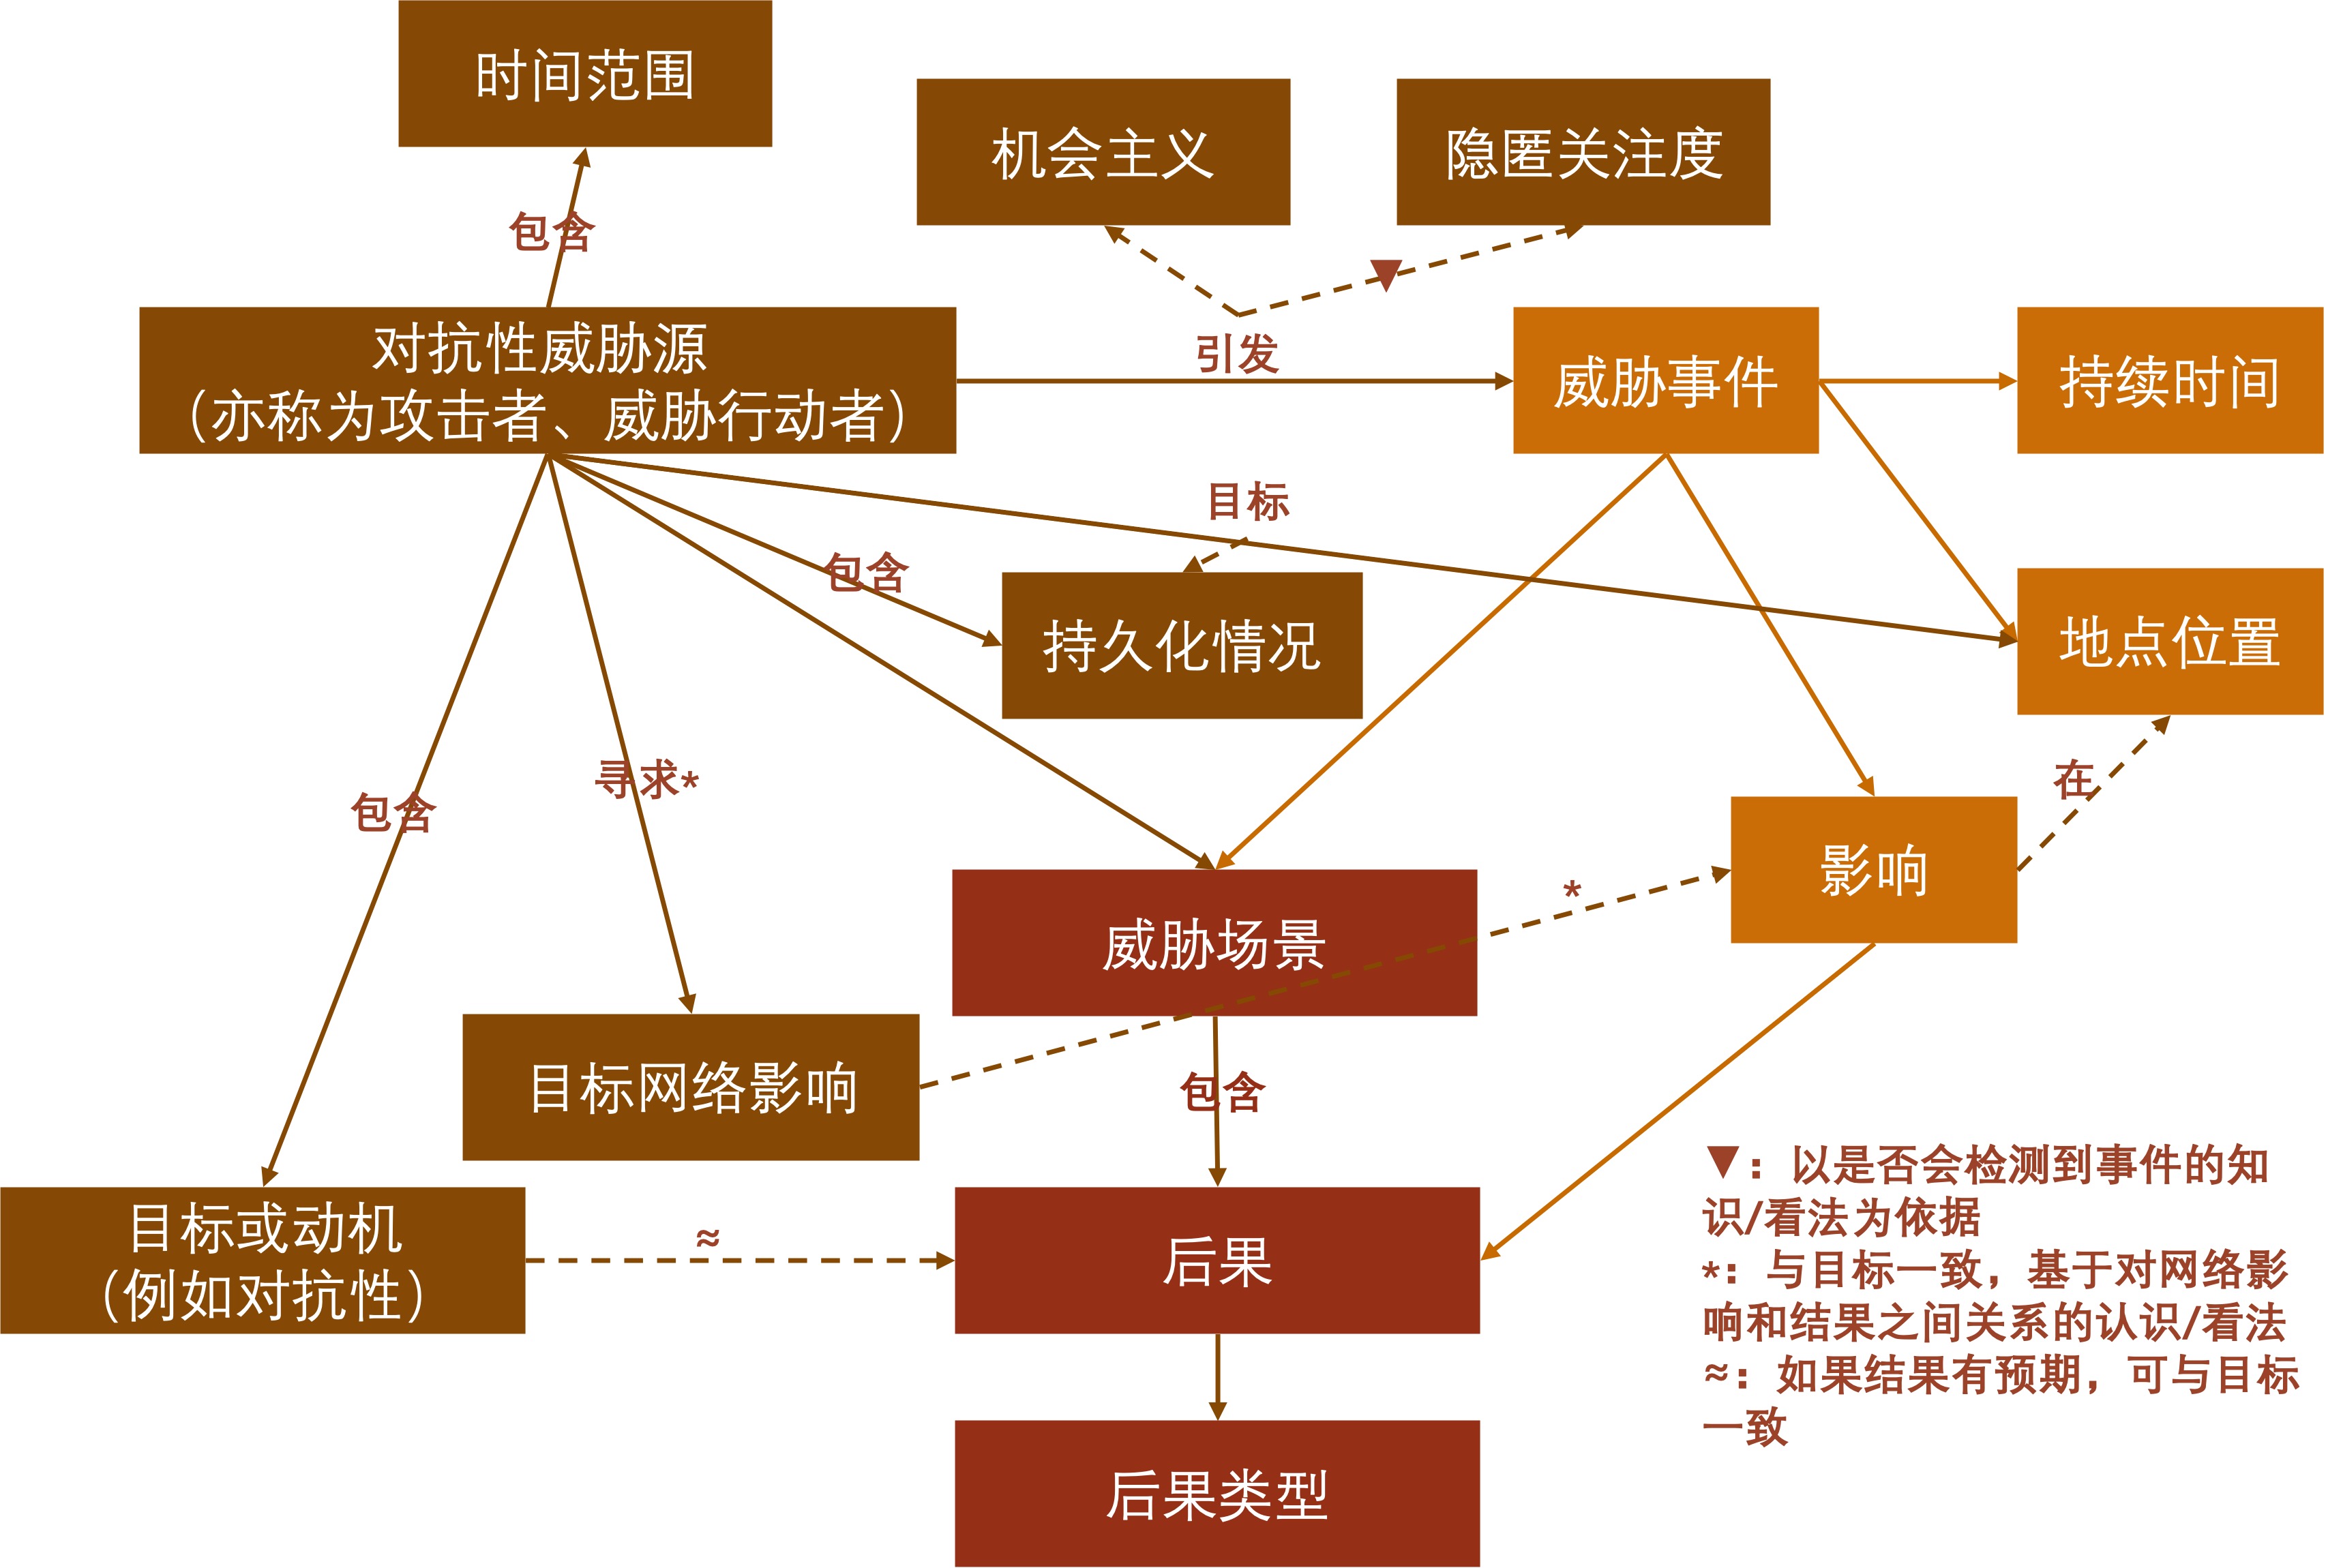 时间范围
机会主义
隐匿关注度
包含
对抗性威胁源
（亦称为攻击者、威胁行动者）
引发
▼
威胁事件
持续时间
目标
包含
持久化情况
地点位置
寻求*
包含
在
影响
*
威胁场景
目标网络影响
包含
目标或动机
（例如对抗性）
≈
后果
后果类型
▼：以是否会检测到事件的知
识/看法为依据
*：与目标一致，基于对网络影
响和结果之间关系的认识/看法
≈：如果结果有预期，可与目标
一致